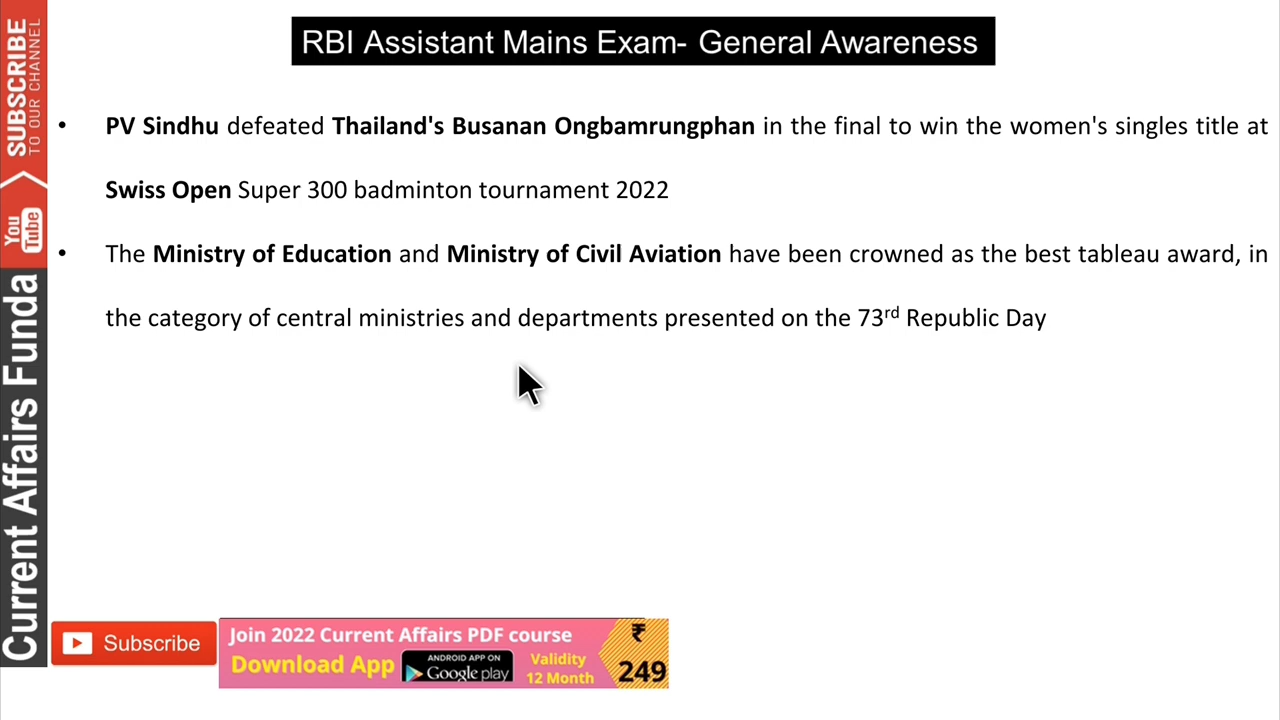 RBI Assistant Mains Exam- General Awareness
• PV Sindhu defeated Thailand's Busanan Ongbamrungphan in the final to win the women's singles title at
Swiss Open Super 300 badminton tournament 2022
• The Ministry of Education and Ministry of Civil Aviation have been crowned as the best tableau award, in
the category of central ministries and departments presented on the 73rd Republic Day
SUBSCRIBE
TO OUR CHANNEL
You
Tube
Current Affairs Funda
Subscribe
Join 2022 Current Affairs PDF course
Download App
ANDROID APP ON
Google play
Validity
12 Month
₹
249